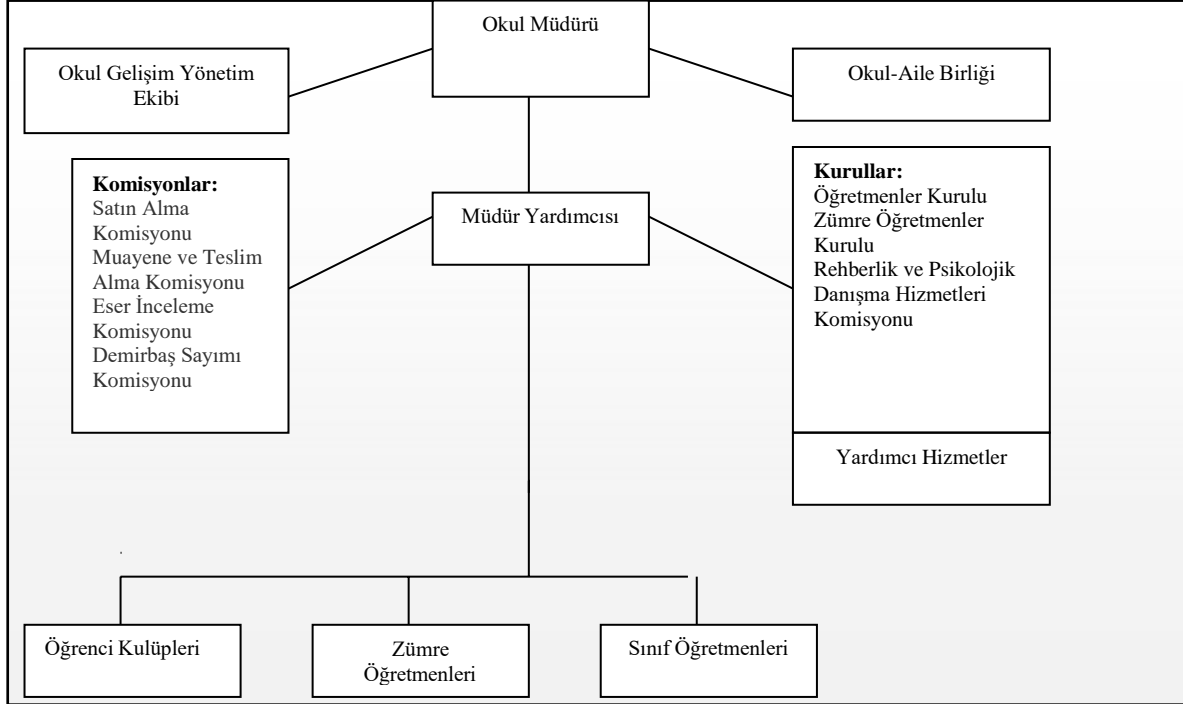 Okul Müdürü
Okul Gelişim Yönetim
Ekibi
Okul-Aile Birliği
Komisyonlar:
Satın Alma
Komisyonu
Muayene ve Teslim
Alma Komisyonu
Eser İnceleme
Komisyonu
Demirbaş Sayımı
Komisyonu
Müdür Yardımcısı
Kurullar:
Öğretmenler Kurulu
Zümre Öğretmenler
Kurulu
Rehberlik ve Psikolojik
Danışma Hizmetleri
Komisyonu
Yardımcı Hizmetler
Öğrenci Kulüpleri
Zümre
Öğretmenleri
Sınıf Öğretmenleri